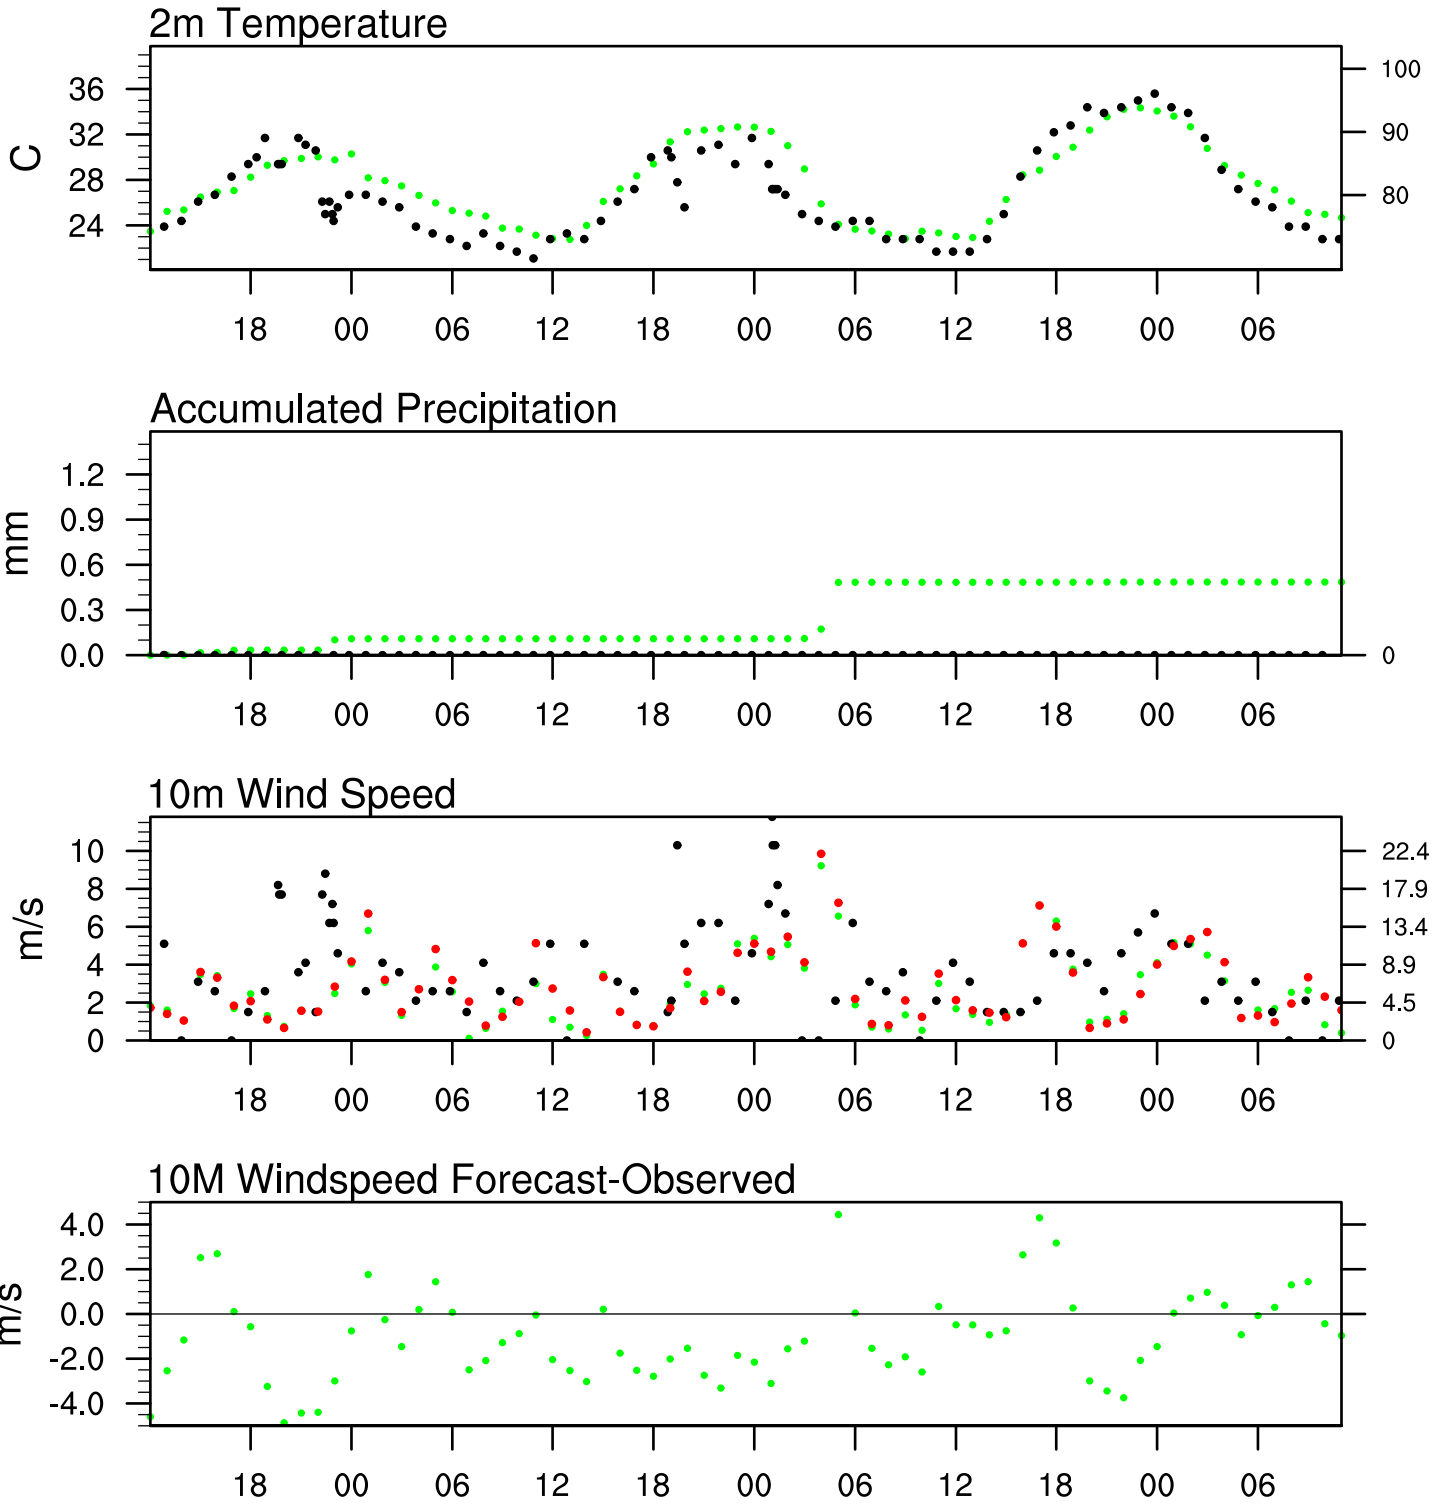 2m Temperature
C
36
32
28
24
100
90
80
18 00 06 12 18 00 06 12 18 00 06
Accumulated Precipitation
mm
1.2
0.9
0.6
0.3
0.0
0
18 00 06 12 18 00 06 12 18 00 06
10m Wind Speed
m/s
10
8
6
4
2
0
22.4
17.9
13.4
8.9
4.5
0
18 00 06 12 18 00 06 12 18 00 06
10M Windspeed Forecast-Observed
m/s
4.0
2.0
0.0
-2.0
-4.0
18 00 06 12 18 00 06 12 18 00 06